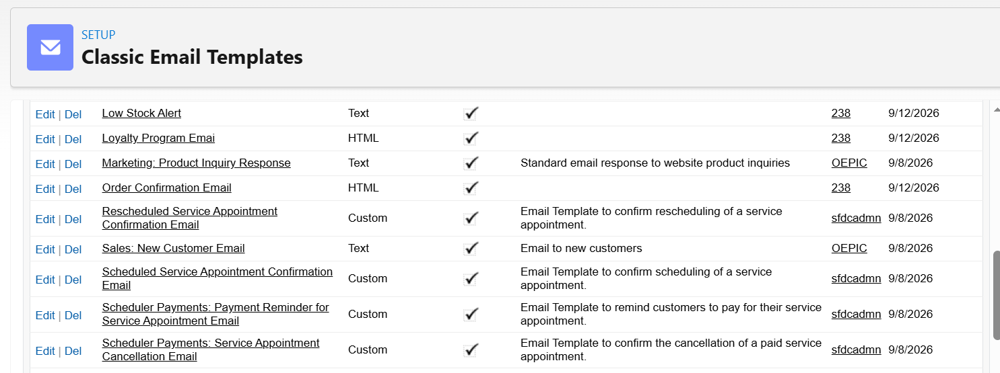 SETUP
Classic Email Templates
Edit | Del Low Stock Alert Text 238 9/12/2026
Edit | Del Loyalty Program Emai HTML 238 9/12/2026
Edit | Del Marketing: Product Inquiry Response Text Standard email response to website product inquiries OEPIC 9/8/2026
Edit | Del Order Confirmation Email HTML 238 9/12/2026
Edit | Del Rescheduled Service Appointment Custom Email Template to confirm rescheduling of a service sfdcadmn 9/8/2026
Confirmation Email appointment.
Edit | Del Sales: New Customer Email Text Email to new customers OEPIC 9/8/2026
Edit | Del Scheduled Service Appointment Confirmation Custom Email Template to confirm scheduling of a service sfdcadmn 9/8/2026
Email appointment.
Edit | Del Scheduler Payments: Payment Reminder for Custom Email Template to remind customers to pay for their service sfdcadmn 9/8/2026
Service Appointment Email appointment.
Edit | Del Scheduler Payments: Service Appointment Custom Email Template to confirm the cancellation of a paid service sfdcadmn 9/8/2026
Cancellation Email appointment.